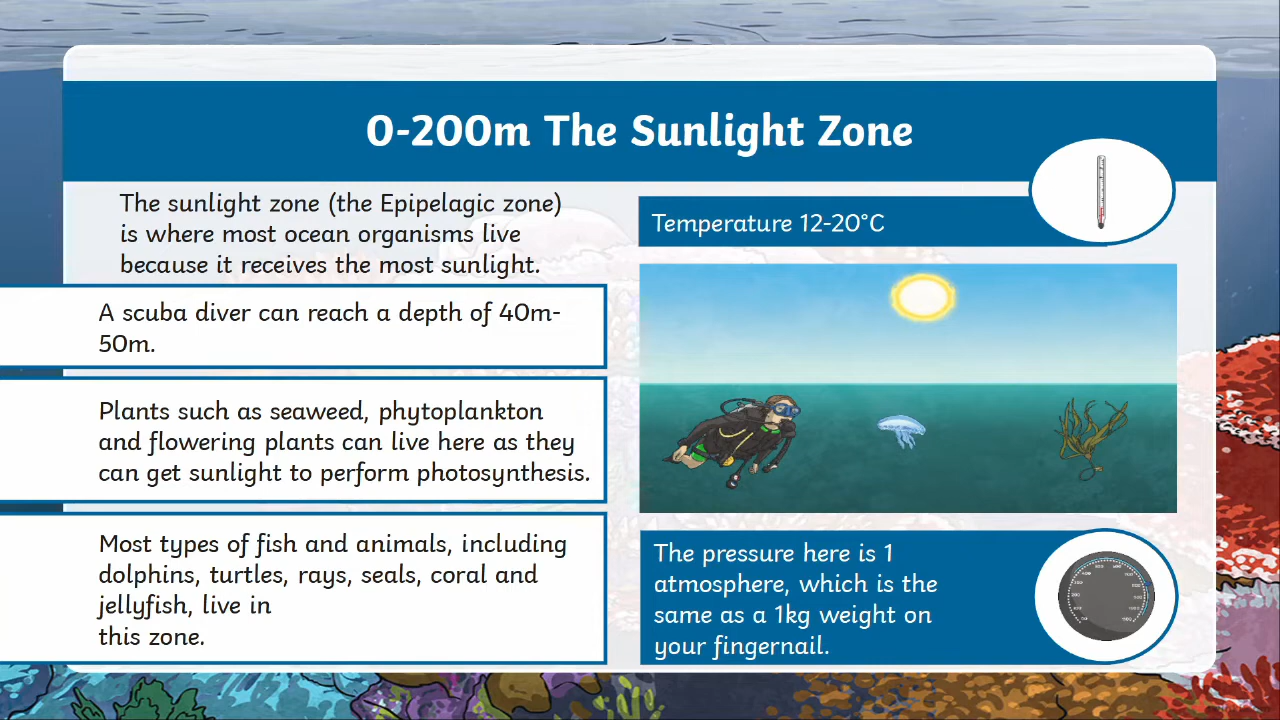 0-200m The Sunlight Zone
The sunlight zone (the Epipelagic zone)
is where most ocean organisms live
because it receives the most sunlight.
A scuba diver can reach a depth of 40m-
50m.
Plants such as seaweed, phytoplankton
and flowering plants can live here as they
can get sunlight to perform photosynthesis.
Most types of fish and animals, including
dolphins, turtles, rays, seals, coral and
jellyfish, live in
this zone.
Temperature 12-20°C
The pressure here is 1
atmosphere, which is the
same as a 1kg weight on
your fingernail.